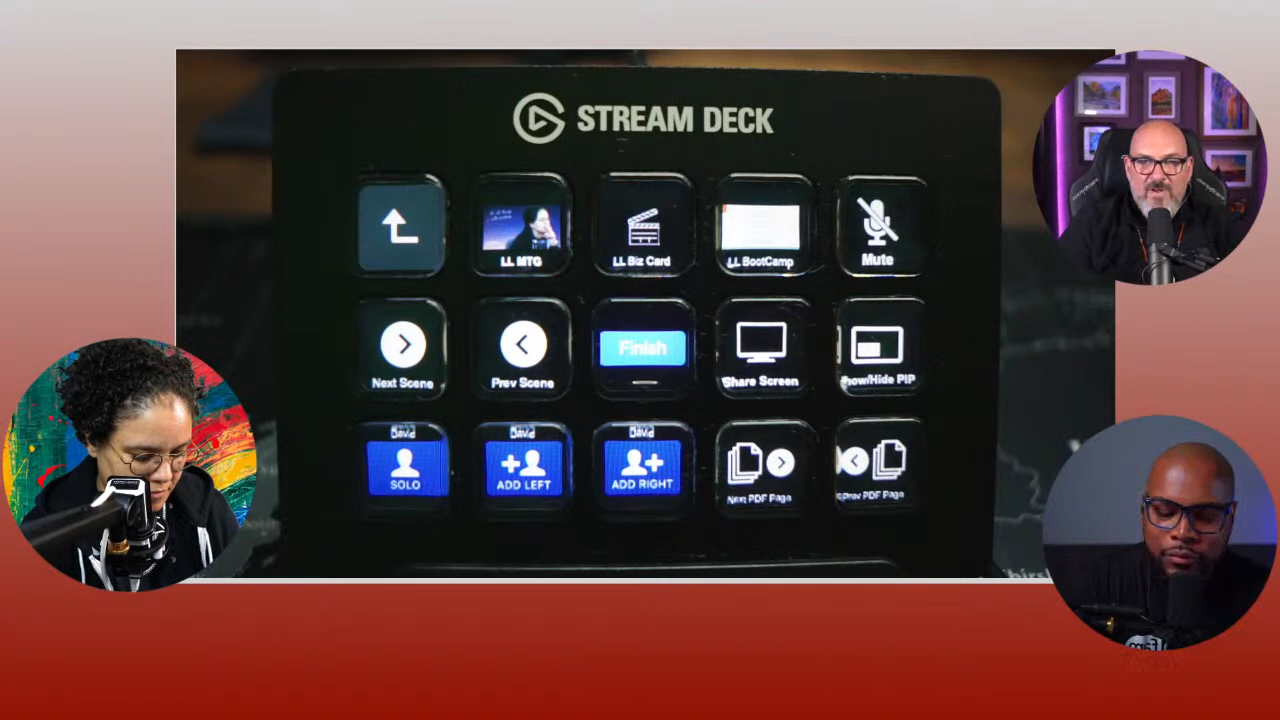 STREAM DECK
LL MTG
LL Biz Card
LL BootCamp
Mute
Next Scene
Prev Scene
Finish
Share Screen
how/Hide PIP
David
SOLO
David
ADD LEFT
David
ADD RIGHT
Next PDF Page
Prev PDF Page